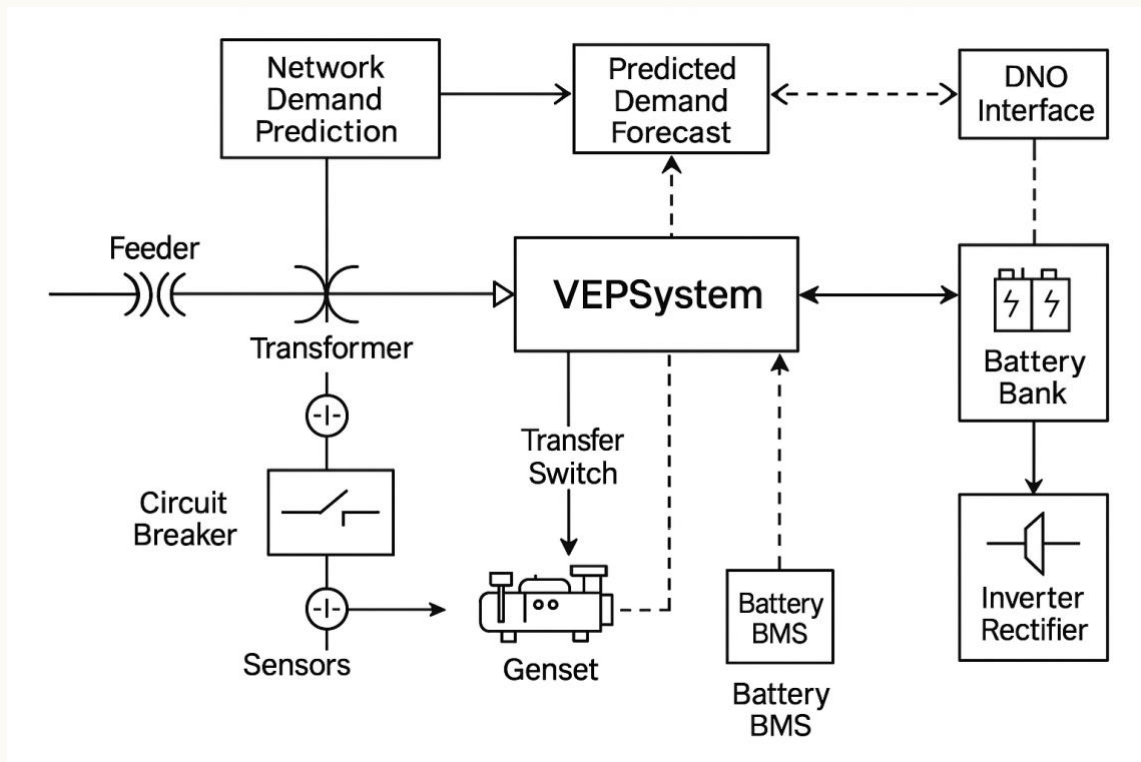 Network
Demand
Prediction
Predicted
Demand
Forecast
DNO
Interface
Feeder
VEPSystem
Transformer
Battery
Bank
Transfer
Switch
Circuit
Breaker
Battery
BMS
Inverter
Rectifier
Sensors
Genset
Battery
BMS